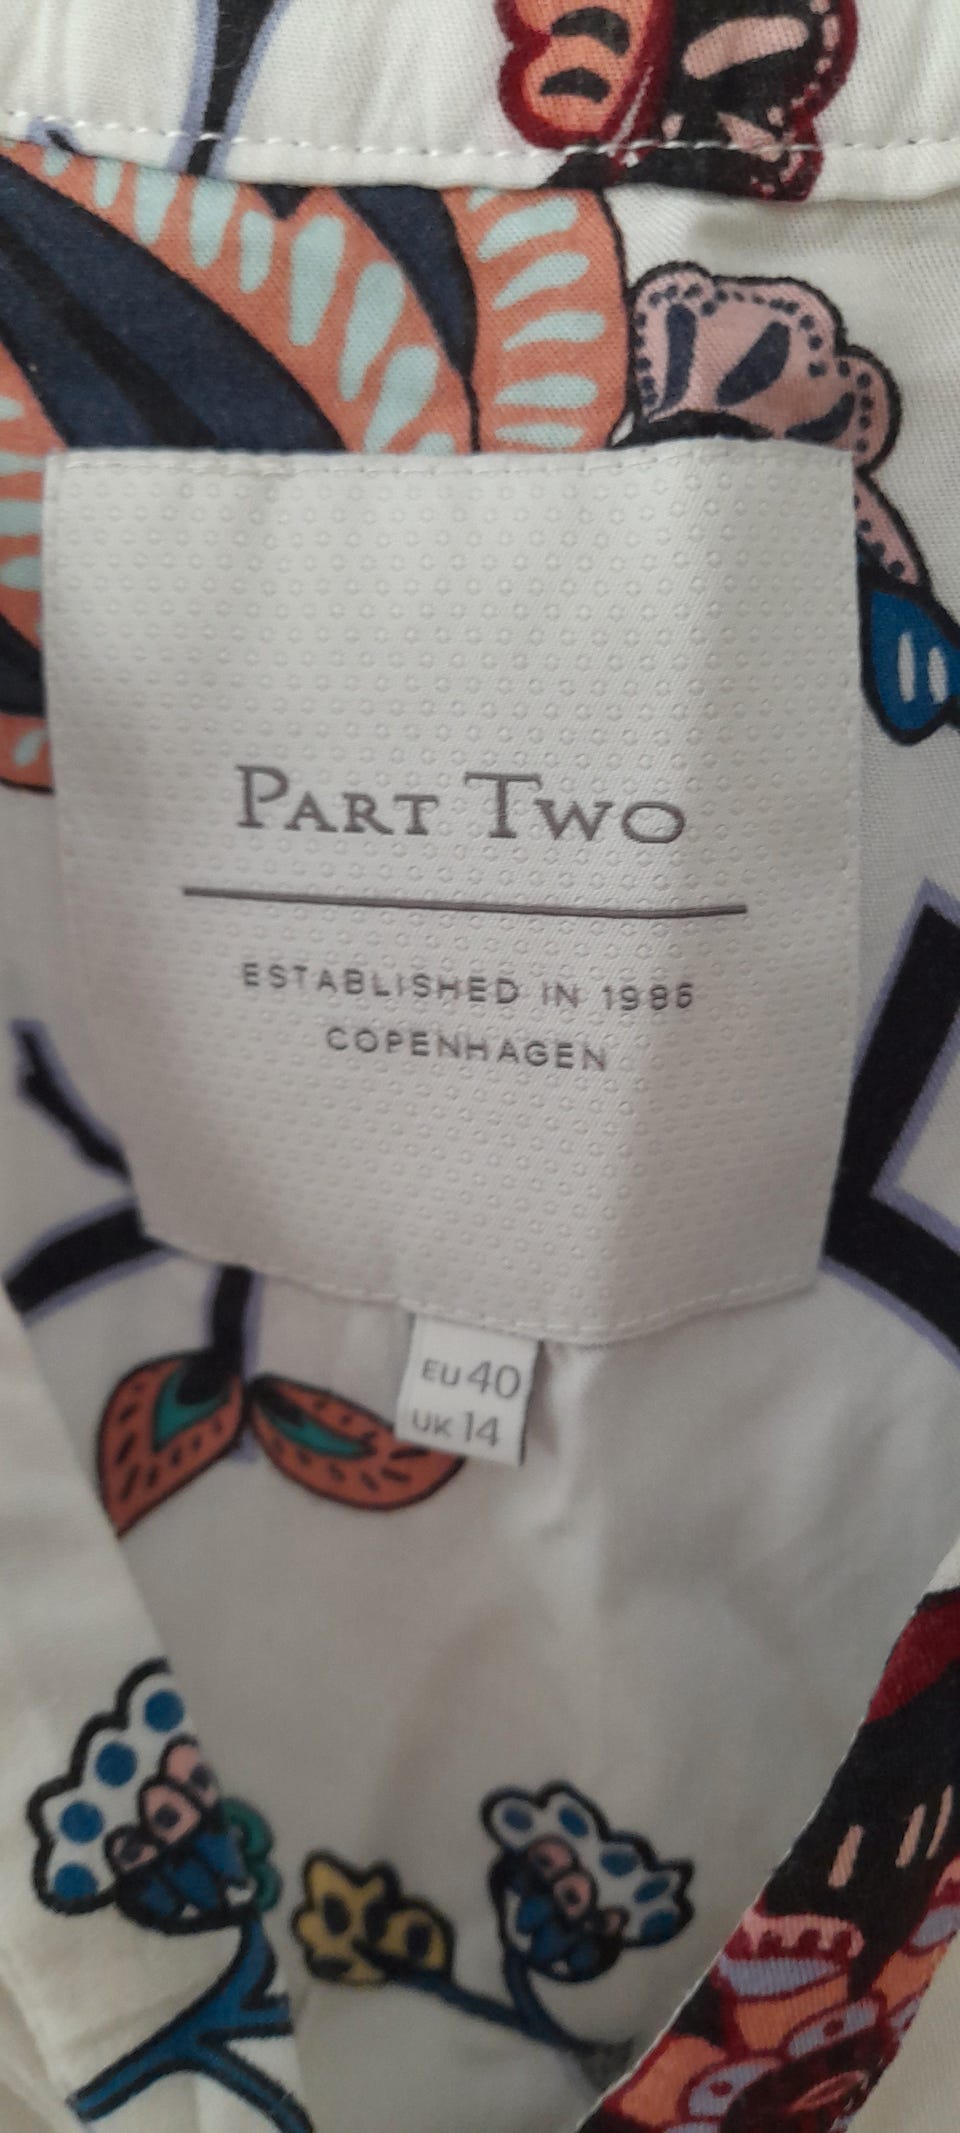 PART TWO
ESTABLISHED IN 1986
COPENHAGEN
EU 40
UK 14